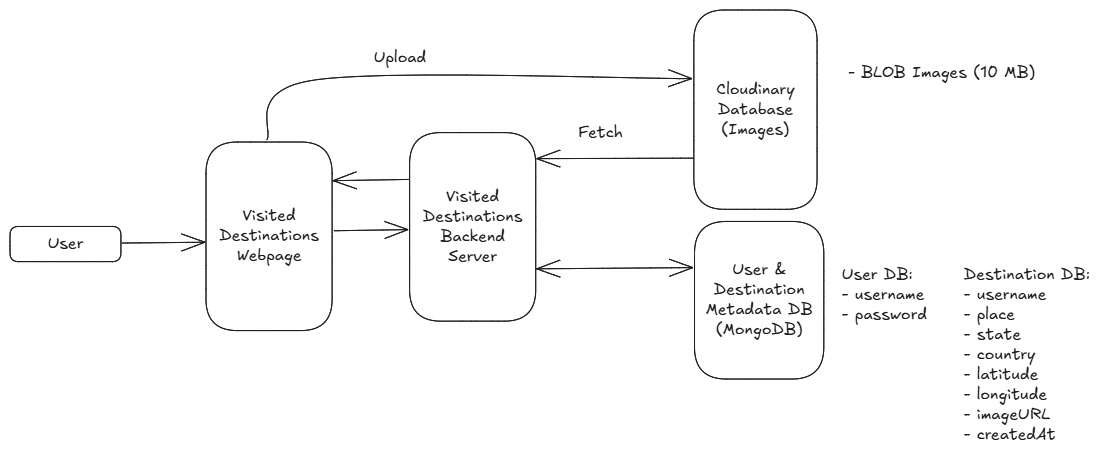 Upload
Cloudinary
Database
(Images)
- BLOB Images (10 MB)
Fetch
User
Visited
Destinations
Webpage
Visited
Destinations
Backend
Server
User &
Destination
Metadata DB
(MongoDB)
User DB:
- username
- password
Destination DB:
- username
- place
- state
- country
- latitude
- longitude
- imageURL
- createdAt